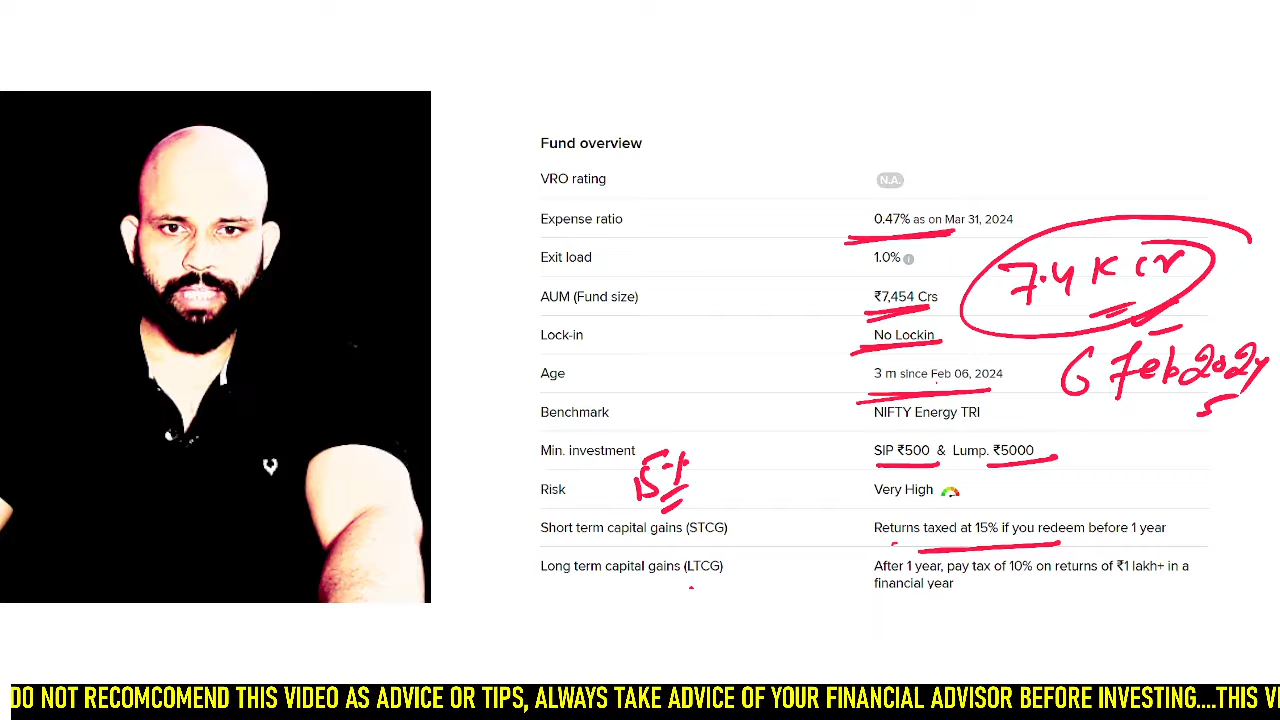 Fund overview
VRO rating N.A.
Expense ratio 0.47% as on Mar 31, 2024
Exit load 1.0%
7.4 K Cr
AUM (Fund size) ₹7,454 Crs
Lock-in No Lockin
6 Feb 2024
Age 3 m since Feb 06, 2024
Benchmark NIFTY Energy TRI
Min. investment SIP ₹500 & Lump. ₹5000
Risk Very High
Short term capital gains (STCG) Returns taxed at 15% if you redeem before 1 year
Long term capital gains (LTCG) After 1 year, pay tax of 10% on returns of ₹1 lakh+ in a
financial year
DO NOT RECOMCOMEND THIS VIDEO AS ADVICE OR TIPS, ALWAYS TAKE ADVICE OF YOUR FINANCIAL ADVISOR BEFORE INVESTING....THIS V